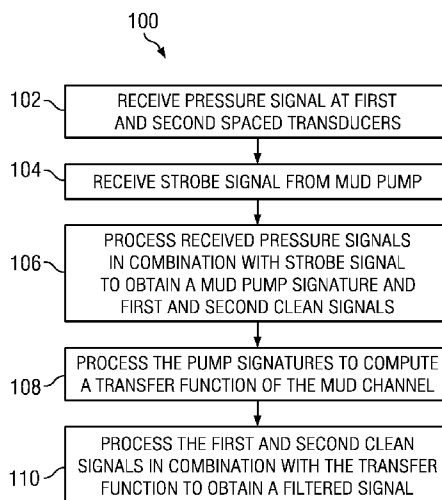 100
102
RECEIVE PRESSURE SIGNAL AT FIRST
AND SECOND SPACED TRANSDUCERS
104
RECEIVE STROBE SIGNAL FROM MUD PUMP
106
PROCESS RECEIVED PRESSURE SIGNALS
IN COMBINATION WITH STROBE SIGNAL
TO OBTAIN A MUD PUMP SIGNATURE AND
FIRST AND SECOND CLEAN SIGNALS
108
PROCESS THE PUMP SIGNATURES TO COMPUTE
A TRANSFER FUNCTION OF THE MUD CHANNEL
110
PROCESS THE FIRST AND SECOND CLEAN
SIGNALS IN COMBINATION WITH THE TRANSFER
FUNCTION TO OBTAIN A FILTERED SIGNAL